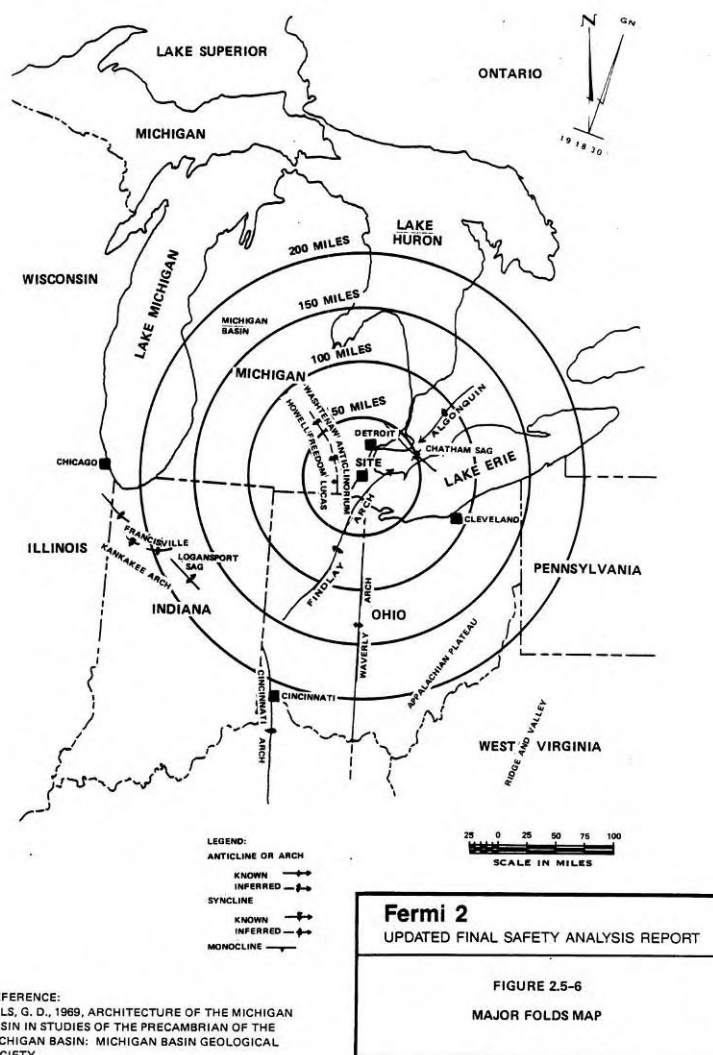 LAKE SUPERIOR
N
GN
ONTARIO
19 18 30
MICHIGAN
LAKE
HURON
200 MILES
WISCONSIN
LAKE MICHIGAN
150 MILES
MICHIGAN
BASIN
100 MILES
MICHIGAN
50 MILES
WASHTENAW ANTICLINORIUM
HOWELL FREEDOM LUCAS
ALGONQUIN
DETROIT
CHATHAM SAG
SITE
LAKE ERIE
CHICAGO
CLEVELAND
FINDLAY ARCH
ILLINOIS
FRANCISVILLE
LOGANSPORT
SAG
KANKAKEE ARCH
INDIANA
OHIO
PENNSYLVANIA
WAVERLY ARCH
APPALACHIAN PLATEAU
CINCINNATI ARCH
CINCINNATI
WEST VIRGINIA
RIDGE AND VALLEY
25 0 25 50 75 100
SCALE IN MILES
LEGEND:
ANTICLINE OR ARCH
KNOWN
INFERRED
SYNCLINE
KNOWN
INFERRED
MONOCLINE
Fermi 2
UPDATED FINAL SAFETY ANALYSIS REPORT
FIGURE 2.5-6
MAJOR FOLDS MAP
EFERENCE:
LS, G. D., 1969, ARCHITECTURE OF THE MICHIGAN
SIN IN STUDIES OF THE PRECAMBRIAN OF THE
CHIGAN BASIN: MICHIGAN BASIN GEOLOGICAL